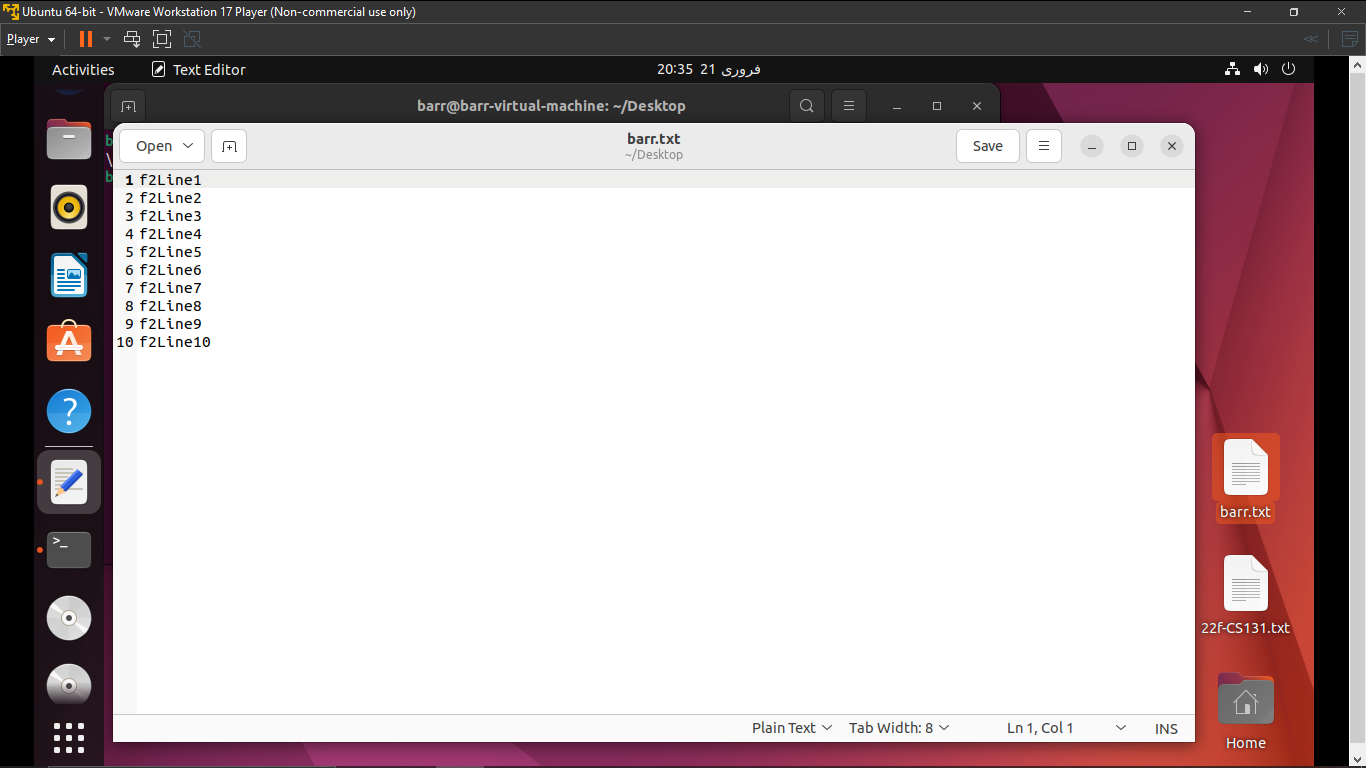 Ubuntu 64-bit - VMware Workstation 17 Player (Non-commercial use only)
Player
Activities
Text Editor
20:35 21 فروری
barr@barr-virtual-machine: ~/Desktop
Open
barr.txt
~/Desktop
Save
1 f2Line1
2 f2Line2
3 f2Line3
4 f2Line4
5 f2Line5
6 f2Line6
7 f2Line7
8 f2Line8
9 f2Line9
10 f2Line10
barr.txt
22f-CS131.txt
Home
Plain Text
Tab Width: 8
Ln 1, Col 1
INS